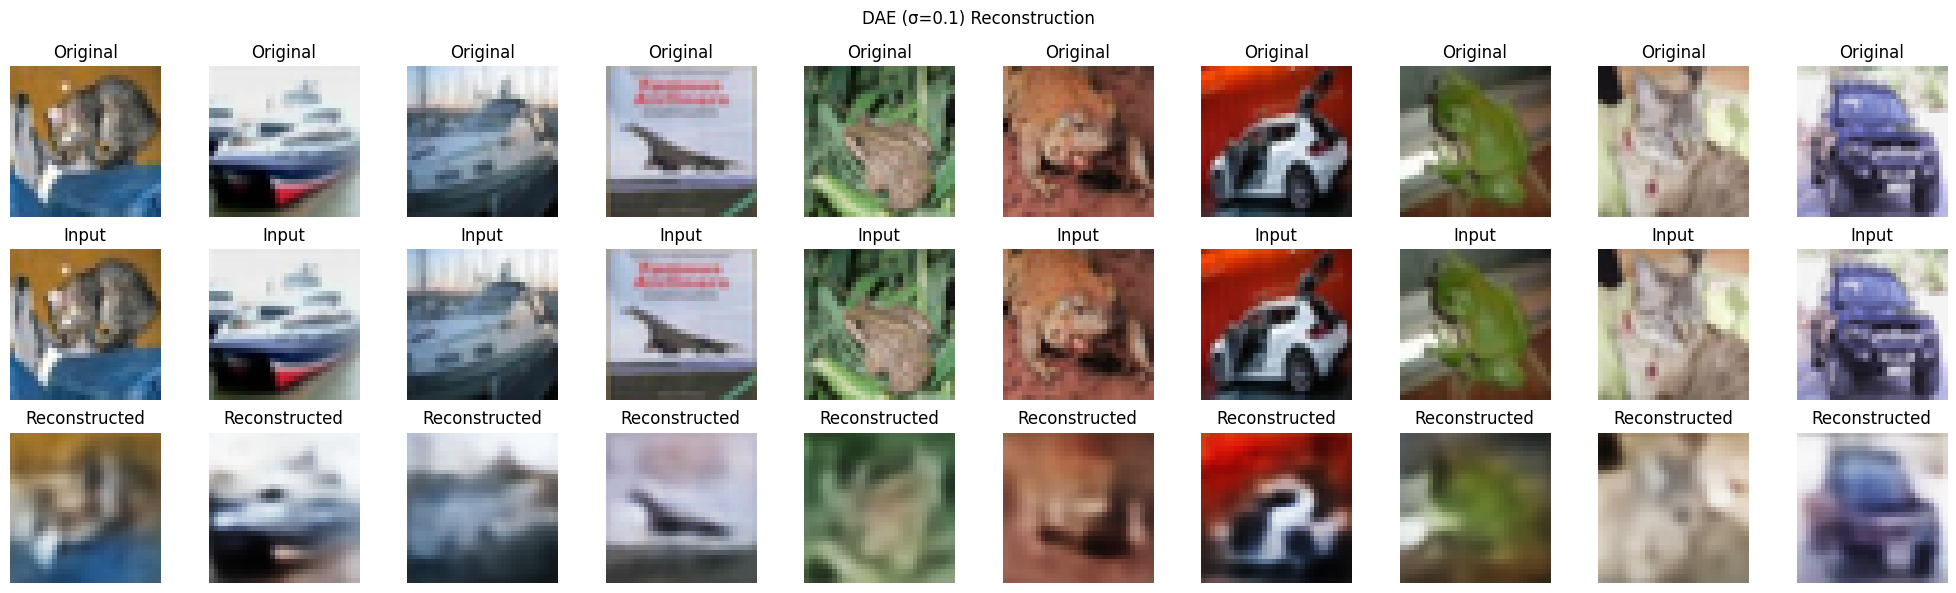 DAE (σ=0.1) Reconstruction
Original Original Original Original Original Original Original Original Original Original
Input Input Input Input Input Input Input Input Input Input
Reconstructed Reconstructed Reconstructed Reconstructed Reconstructed Reconstructed Reconstructed Reconstructed Reconstructed Reconstructed